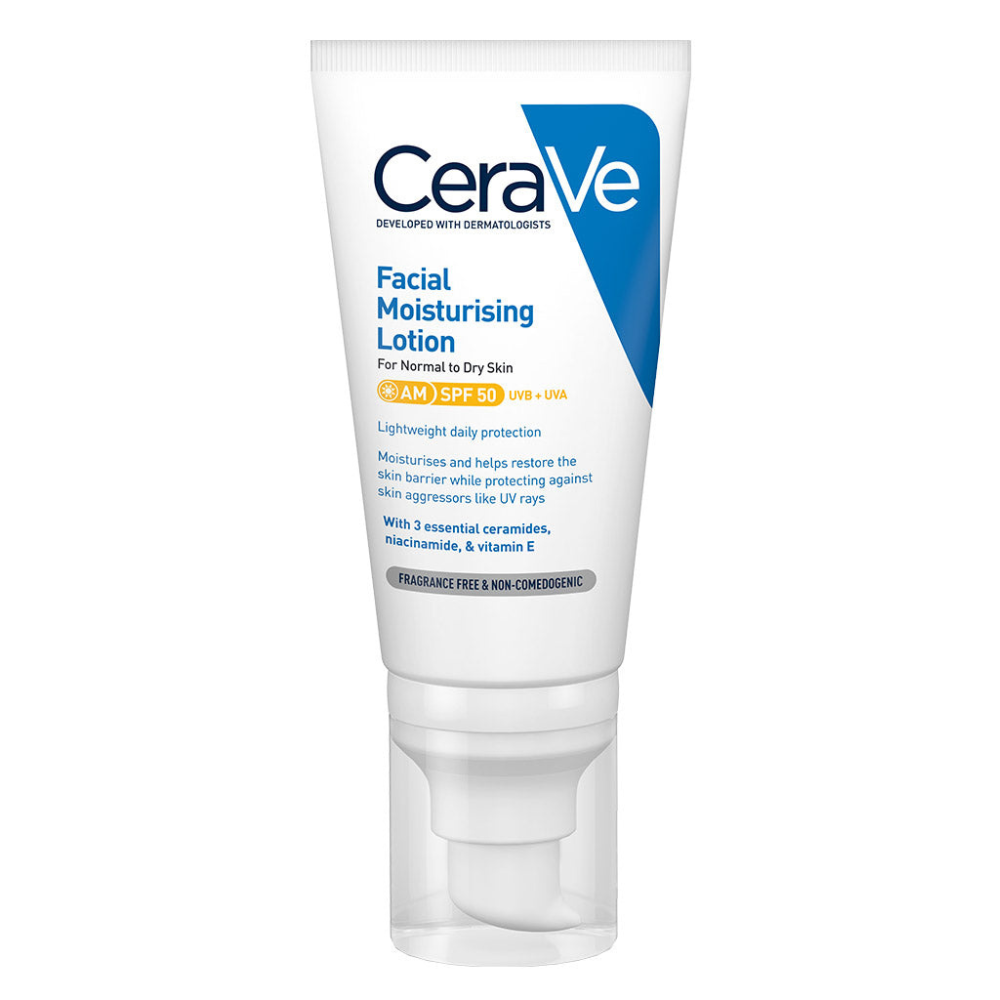 CeraVe
DEVELOPED WITH DERMATOLOGISTS
Facial
Moisturising
Lotion
For Normal to Dry Skin
AM SPF 50 UVB + UVA
Lightweight daily protection
Moisturises and helps restore the
skin barrier while protecting against
skin aggressors like UV rays
With 3 essential ceramides,
niacinamide, & vitamin E
FRAGRANCE FREE & NON-COMEDOGENIC